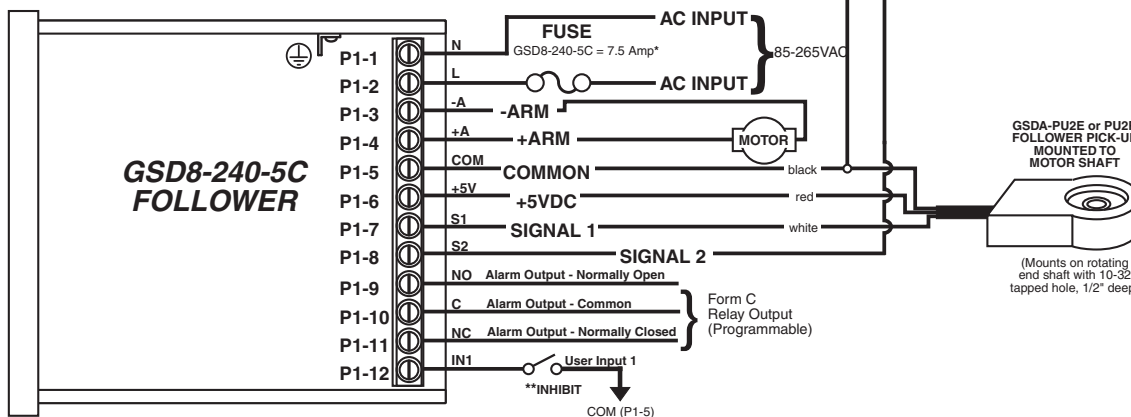 GSD8-240-5C
FOLLOWER
P1-1
P1-2
P1-3
P1-4
P1-5
P1-6
P1-7
P1-8
P1-9
P1-10
P1-11
P1-12
N
L
-A
+A
COM
+5V
S1
S2
NO
C
NC
IN1
AC INPUT
FUSE
GSD8-240-5C = 7.5 Amp*
85-265VAC
AC INPUT
-ARM
+ARM
MOTOR
COMMON
black
+5VDC
red
SIGNAL 1
white
SIGNAL 2
Alarm Output - Normally Open
Alarm Output - Common
Alarm Output - Normally Closed
Form C
Relay Output
(Programmable)
User Input 1
**INHIBIT
COM (P1-5)
GSDA-PU2E or PU2E
FOLLOWER PICK-UP
MOUNTED TO
MOTOR SHAFT
(Mounts on rotating
end shaft with 10-32
tapped hole, 1/2" deep